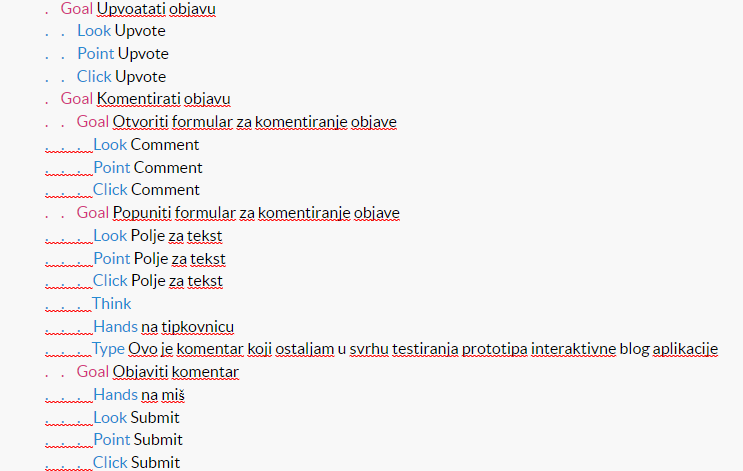 . Goal Upvoatati objavu
. . Look Upvote
. . Point Upvote
. . Click Upvote
. Goal Komentirati objavu
. . Goal Otvoriti formular za komentiranje objave
. . . Look Comment
. . . Point Comment
. . . Click Comment
. . Goal Popuniti formular za komentiranje objave
. . . Look Polje za tekst
. . . Point Polje za tekst
. . . Click Polje za tekst
. . . Think
. . . Hands na tipkovnicu
. . . Type Ovo je komentar koji ostaljam u svrhu testiranja prototipa interaktivne blog aplikacije
. . Goal Objaviti komentar
. . . Hands na miš
. . . Look Submit
. . . Point Submit
. . . Click Submit